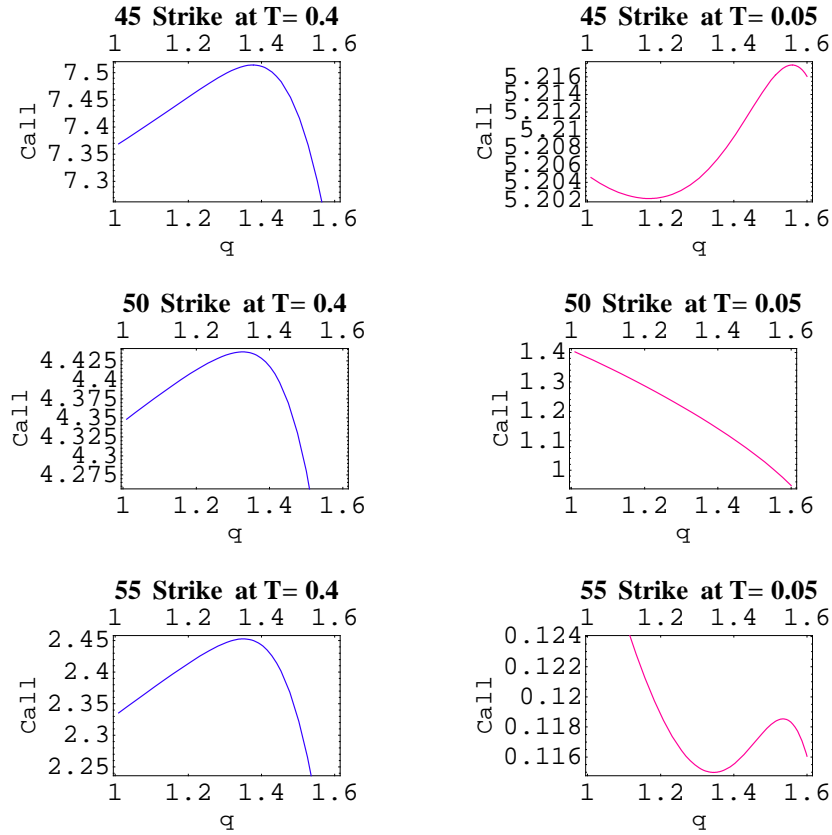 45 Strike at T= 0.4
1 1.2 1.4 1.6
7.5
7.45
7.4
7.35
7.3
Call
1 1.2 1.4 1.6
q
45 Strike at T= 0.05
1 1.2 1.4 1.6
5.216
5.214
5.212
5.21
5.208
5.206
5.204
5.202
Call
1 1.2 1.4 1.6
q
50 Strike at T= 0.4
1 1.2 1.4 1.6
4.425
4.4
4.375
4.35
4.325
4.3
4.275
Call
1 1.2 1.4 1.6
q
50 Strike at T= 0.05
1 1.2 1.4 1.6
1.4
1.3
1.2
1.1
1
Call
1 1.2 1.4 1.6
q
55 Strike at T= 0.4
1 1.2 1.4 1.6
2.45
2.4
2.35
2.3
2.25
Call
1 1.2 1.4 1.6
q
55 Strike at T= 0.05
1 1.2 1.4 1.6
0.124
0.122
0.12
0.118
0.116
Call
1 1.2 1.4 1.6
q